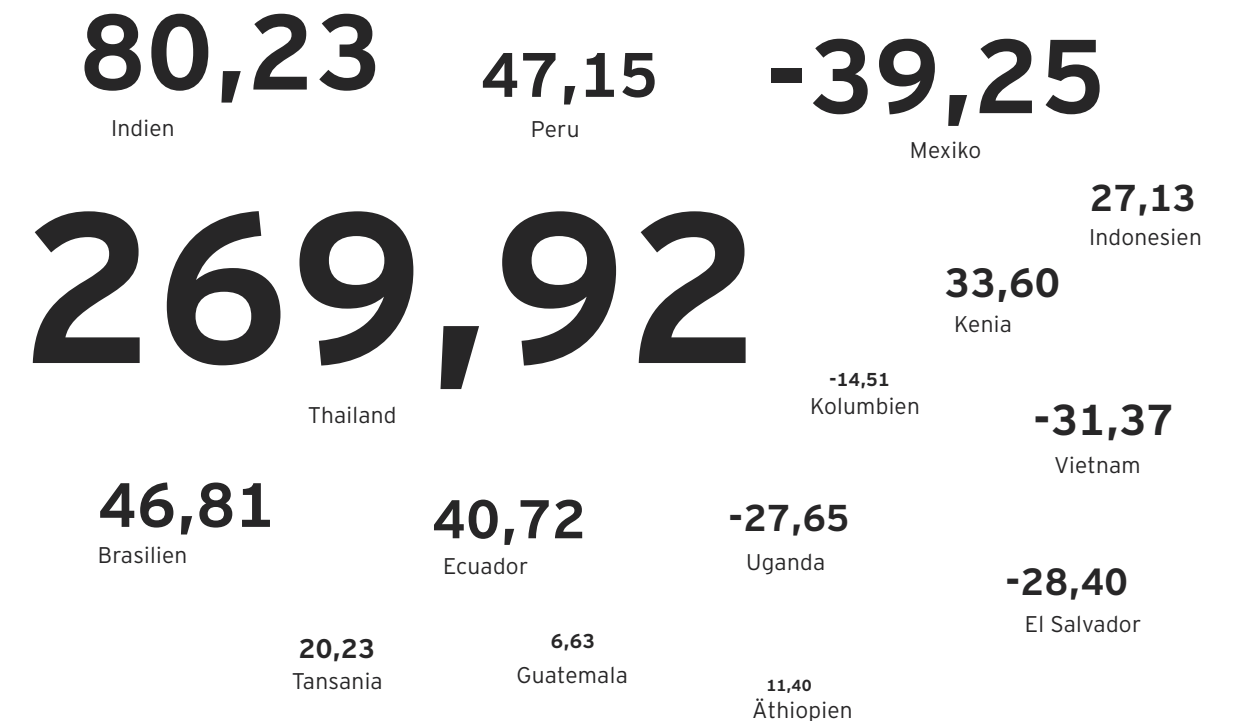 80,23
Indien
47,15
Peru
-39,25
Mexiko
27,13
Indonesien
269,92
Thailand
33,60
Kenia
-14,51
Kolumbien
-31,37
Vietnam
46,81
Brasilien
40,72
Ecuador
-27,65
Uganda
-28,40
El Salvador
20,23
Tansania
6,63
Guatemala
11,40
Äthiopien